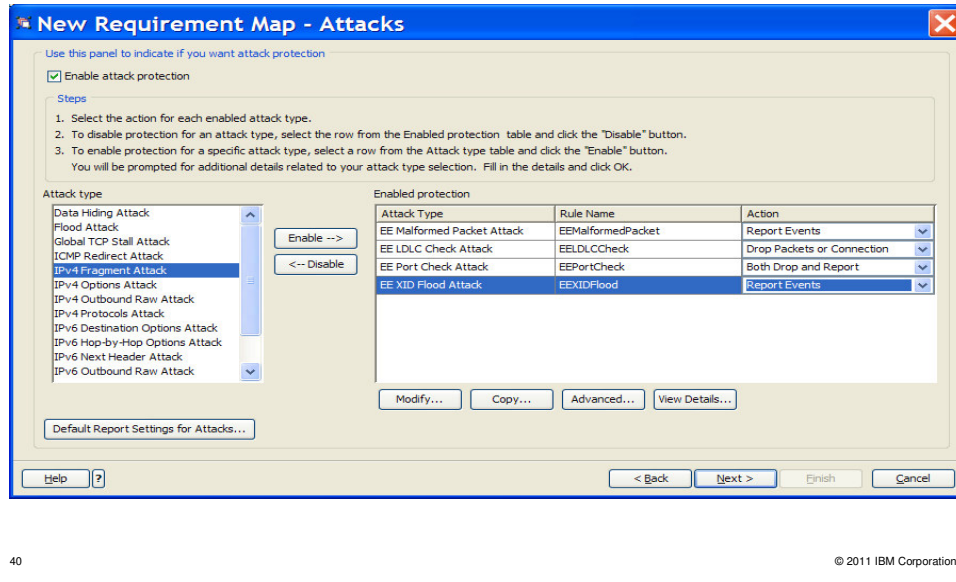 New Requirement Map - Attacks
Use this panel to indicate if you want attack protection
Enable attack protection
Steps
1. Select the action for each enabled attack type.
2. To disable protection for an attack type, select the row from the Enabled protection table and click the "Disable" button.
3. To enable protection for a specific attack type, select a row from the Attack type table and click the "Enable" button.
You will be prompted for additional details related to your attack type selection. Fill in the details and click OK.
Attack type
Data Hiding Attack
Flood Attack
Global TCP Stall Attack
ICMP Redirect Attack
IPv4 Fragment Attack
IPv4 Options Attack
IPv4 Outbound Raw Attack
IPv4 Protocols Attack
IPv6 Destination Options Attack
IPv6 Hop-by-Hop Options Attack
IPv6 Next Header Attack
IPv6 Outbound Raw Attack
Enable -->
<-- Disable
Enabled protection
Attack Type Rule Name Action
EE Malformed Packet Attack EEMalformedPacket Report Events
EE LDLC Check Attack EELDLCCheck Drop Packets or Connection
EE Port Check Attack EEPortCheck Both Drop and Report
EE XID Flood Attack EEXIDFlood Report Events
Modify... Copy... Advanced... View Details...
Default Report Settings for Attacks...
Help ? < Back Next > Finish Cancel
40 © 2011 IBM Corporation